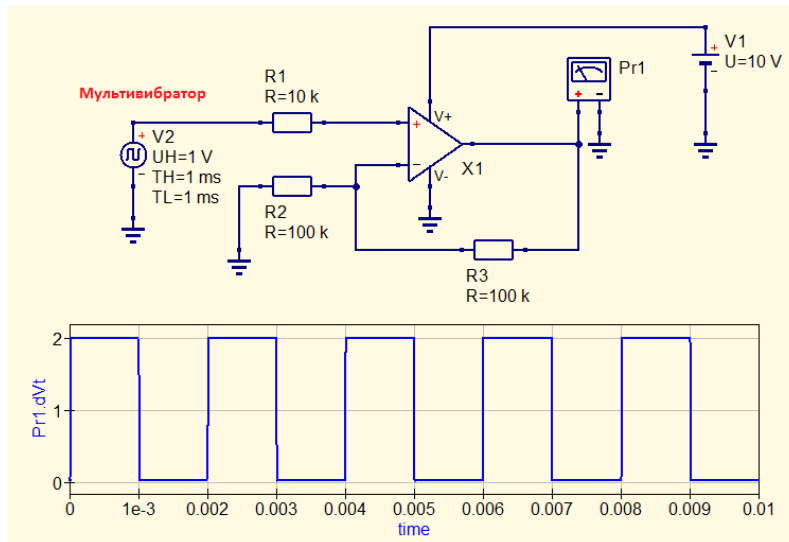 V1
U=10 V
Pr1
R1
R=10 k
Мультивибратор
V+
V2
UH=1 V
TH=1 ms
TL=1 ms
X1
V-
R2
R=100 k
R3
R=100 k
2
1
0
Pr1.dVt
0 1e-3 0.002 0.003 0.004 0.005 0.006 0.007 0.008 0.009 0.01
time